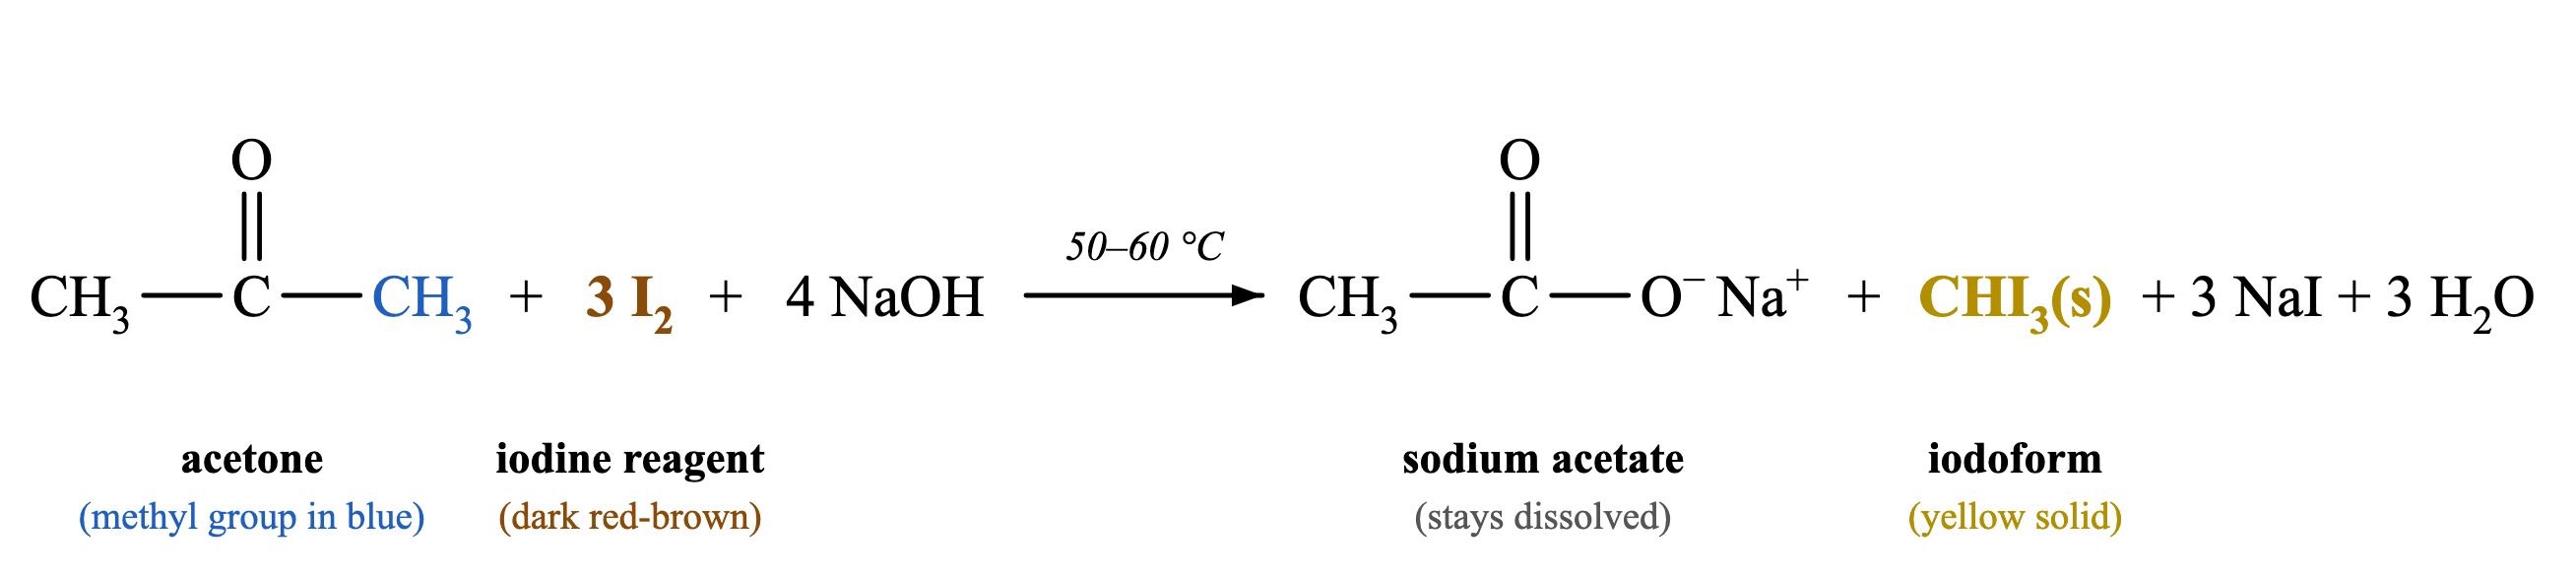 O O
50–60 °C
CH₃—C—CH₃ + 3 I₂ + 4 NaOH CH₃—C—O⁻ Na⁺ + CHI₃(s) + 3 NaI + 3 H₂O
acetone iodine reagent sodium acetate iodoform
(methyl group in blue) (dark red-brown) (stays dissolved) (yellow solid)